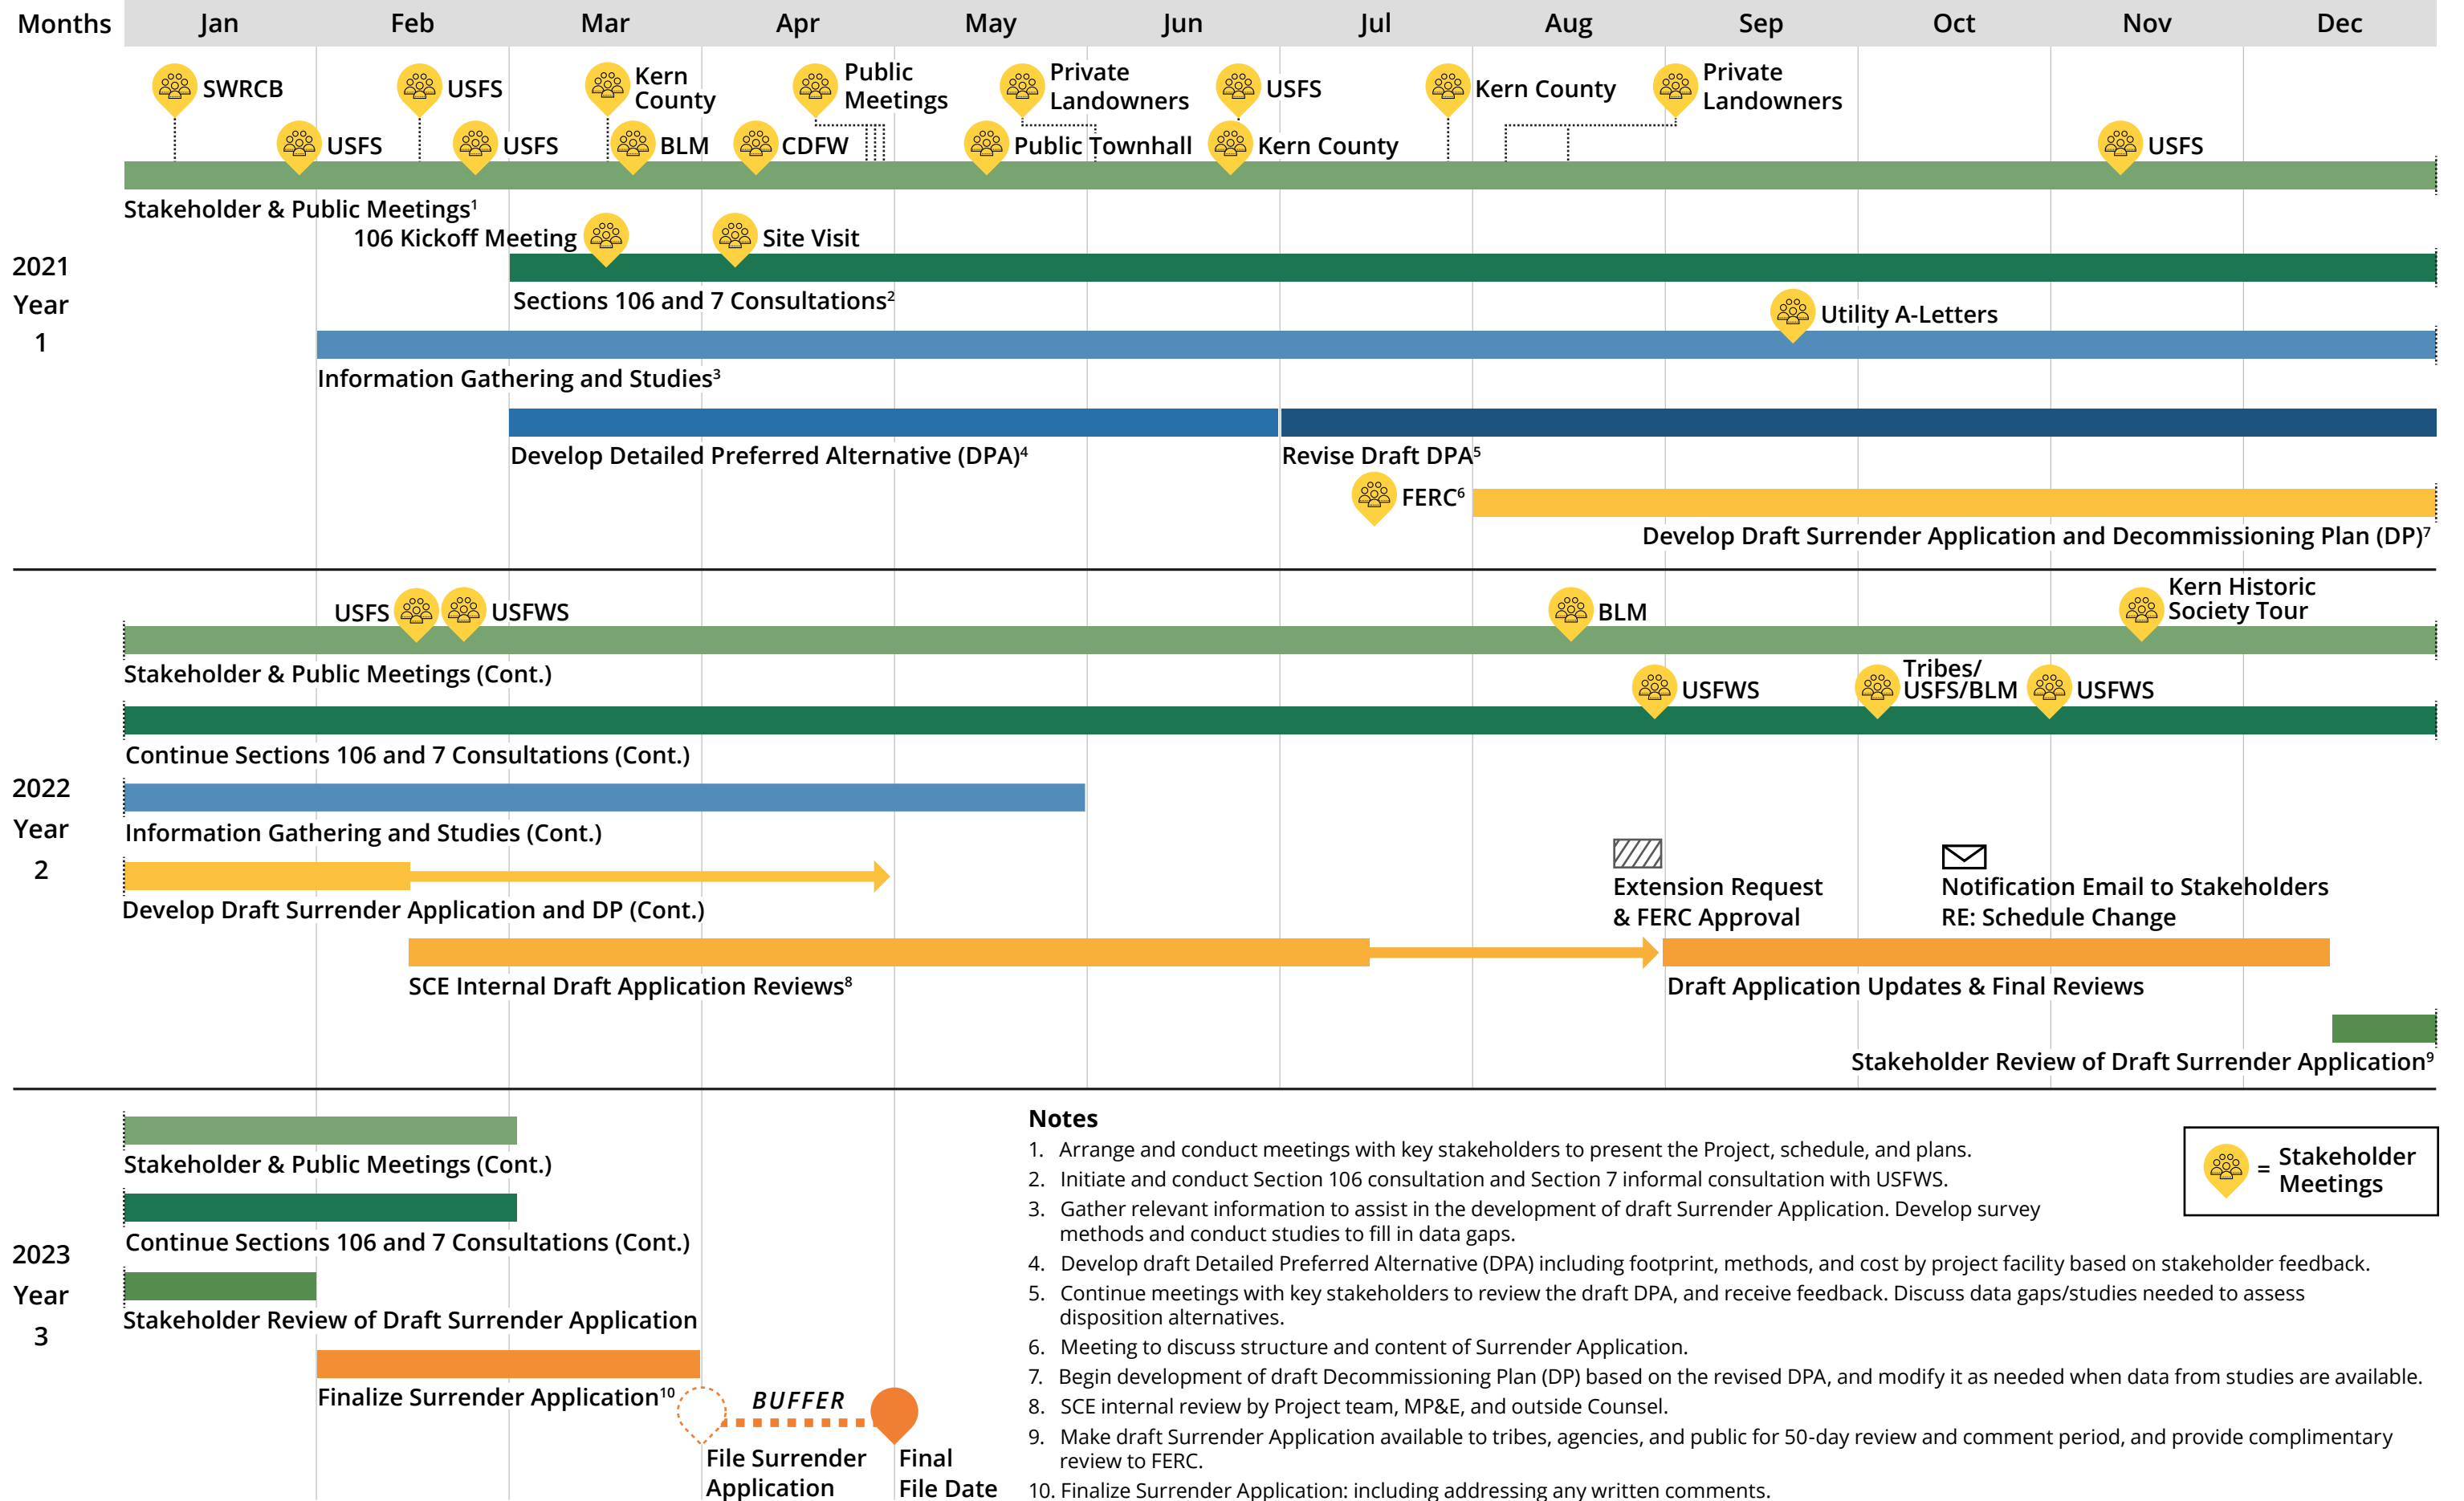 Months Jan Feb Mar Apr May Jun Jul Aug Sep Oct Nov Dec
SWRCB
USFS
Kern
County
Public
Meetings
Private
Landowners
USFS
Kern County
Private
Landowners
USFS
USFS
BLM
CDFW
Public Townhall
Kern County
USFS
Stakeholder & Public Meetings¹
106 Kickoff Meeting
Site Visit
2021
Year
1
Sections 106 and 7 Consultations²
Utility A-Letters
Information Gathering and Studies³
Develop Detailed Preferred Alternative (DPA)⁴
Revise Draft DPA⁵
FERC⁶
Develop Draft Surrender Application and Decommissioning Plan (DP)⁷
USFS
USFWS
BLM
Kern Historic
Society Tour
Stakeholder & Public Meetings (Cont.)
USFWS
Tribes/
USFS/BLM
USFWS
Continue Sections 106 and 7 Consultations (Cont.)
2022
Year
2
Information Gathering and Studies (Cont.)
Extension Request
& FERC Approval
Notification Email to Stakeholders
RE: Schedule Change
Develop Draft Surrender Application and DP (Cont.)
SCE Internal Draft Application Reviews⁸
Draft Application Updates & Final Reviews
Stakeholder Review of Draft Surrender Application⁹
Stakeholder & Public Meetings (Cont.)
Continue Sections 106 and 7 Consultations (Cont.)
2023
Year
3
Stakeholder Review of Draft Surrender Application
Finalize Surrender Application¹⁰
BUFFER
File Surrender
Application
Final
File Date
Notes
1. Arrange and conduct meetings with key stakeholders to present the Project, schedule, and plans.
2. Initiate and conduct Section 106 consultation and Section 7 informal consultation with USFWS.
3. Gather relevant information to assist in the development of draft Surrender Application. Develop survey
methods and conduct studies to fill in data gaps.
4. Develop draft Detailed Preferred Alternative (DPA) including footprint, methods, and cost by project facility based on stakeholder feedback.
5. Continue meetings with key stakeholders to review the draft DPA, and receive feedback. Discuss data gaps/studies needed to assess
disposition alternatives.
6. Meeting to discuss structure and content of Surrender Application.
7. Begin development of draft Decommissioning Plan (DP) based on the revised DPA, and modify it as needed when data from studies are available.
8. SCE internal review by Project team, MP&E, and outside Counsel.
9. Make draft Surrender Application available to tribes, agencies, and public for 50-day review and comment period, and provide complimentary
review to FERC.
10. Finalize Surrender Application: including addressing any written comments.
= Stakeholder
Meetings